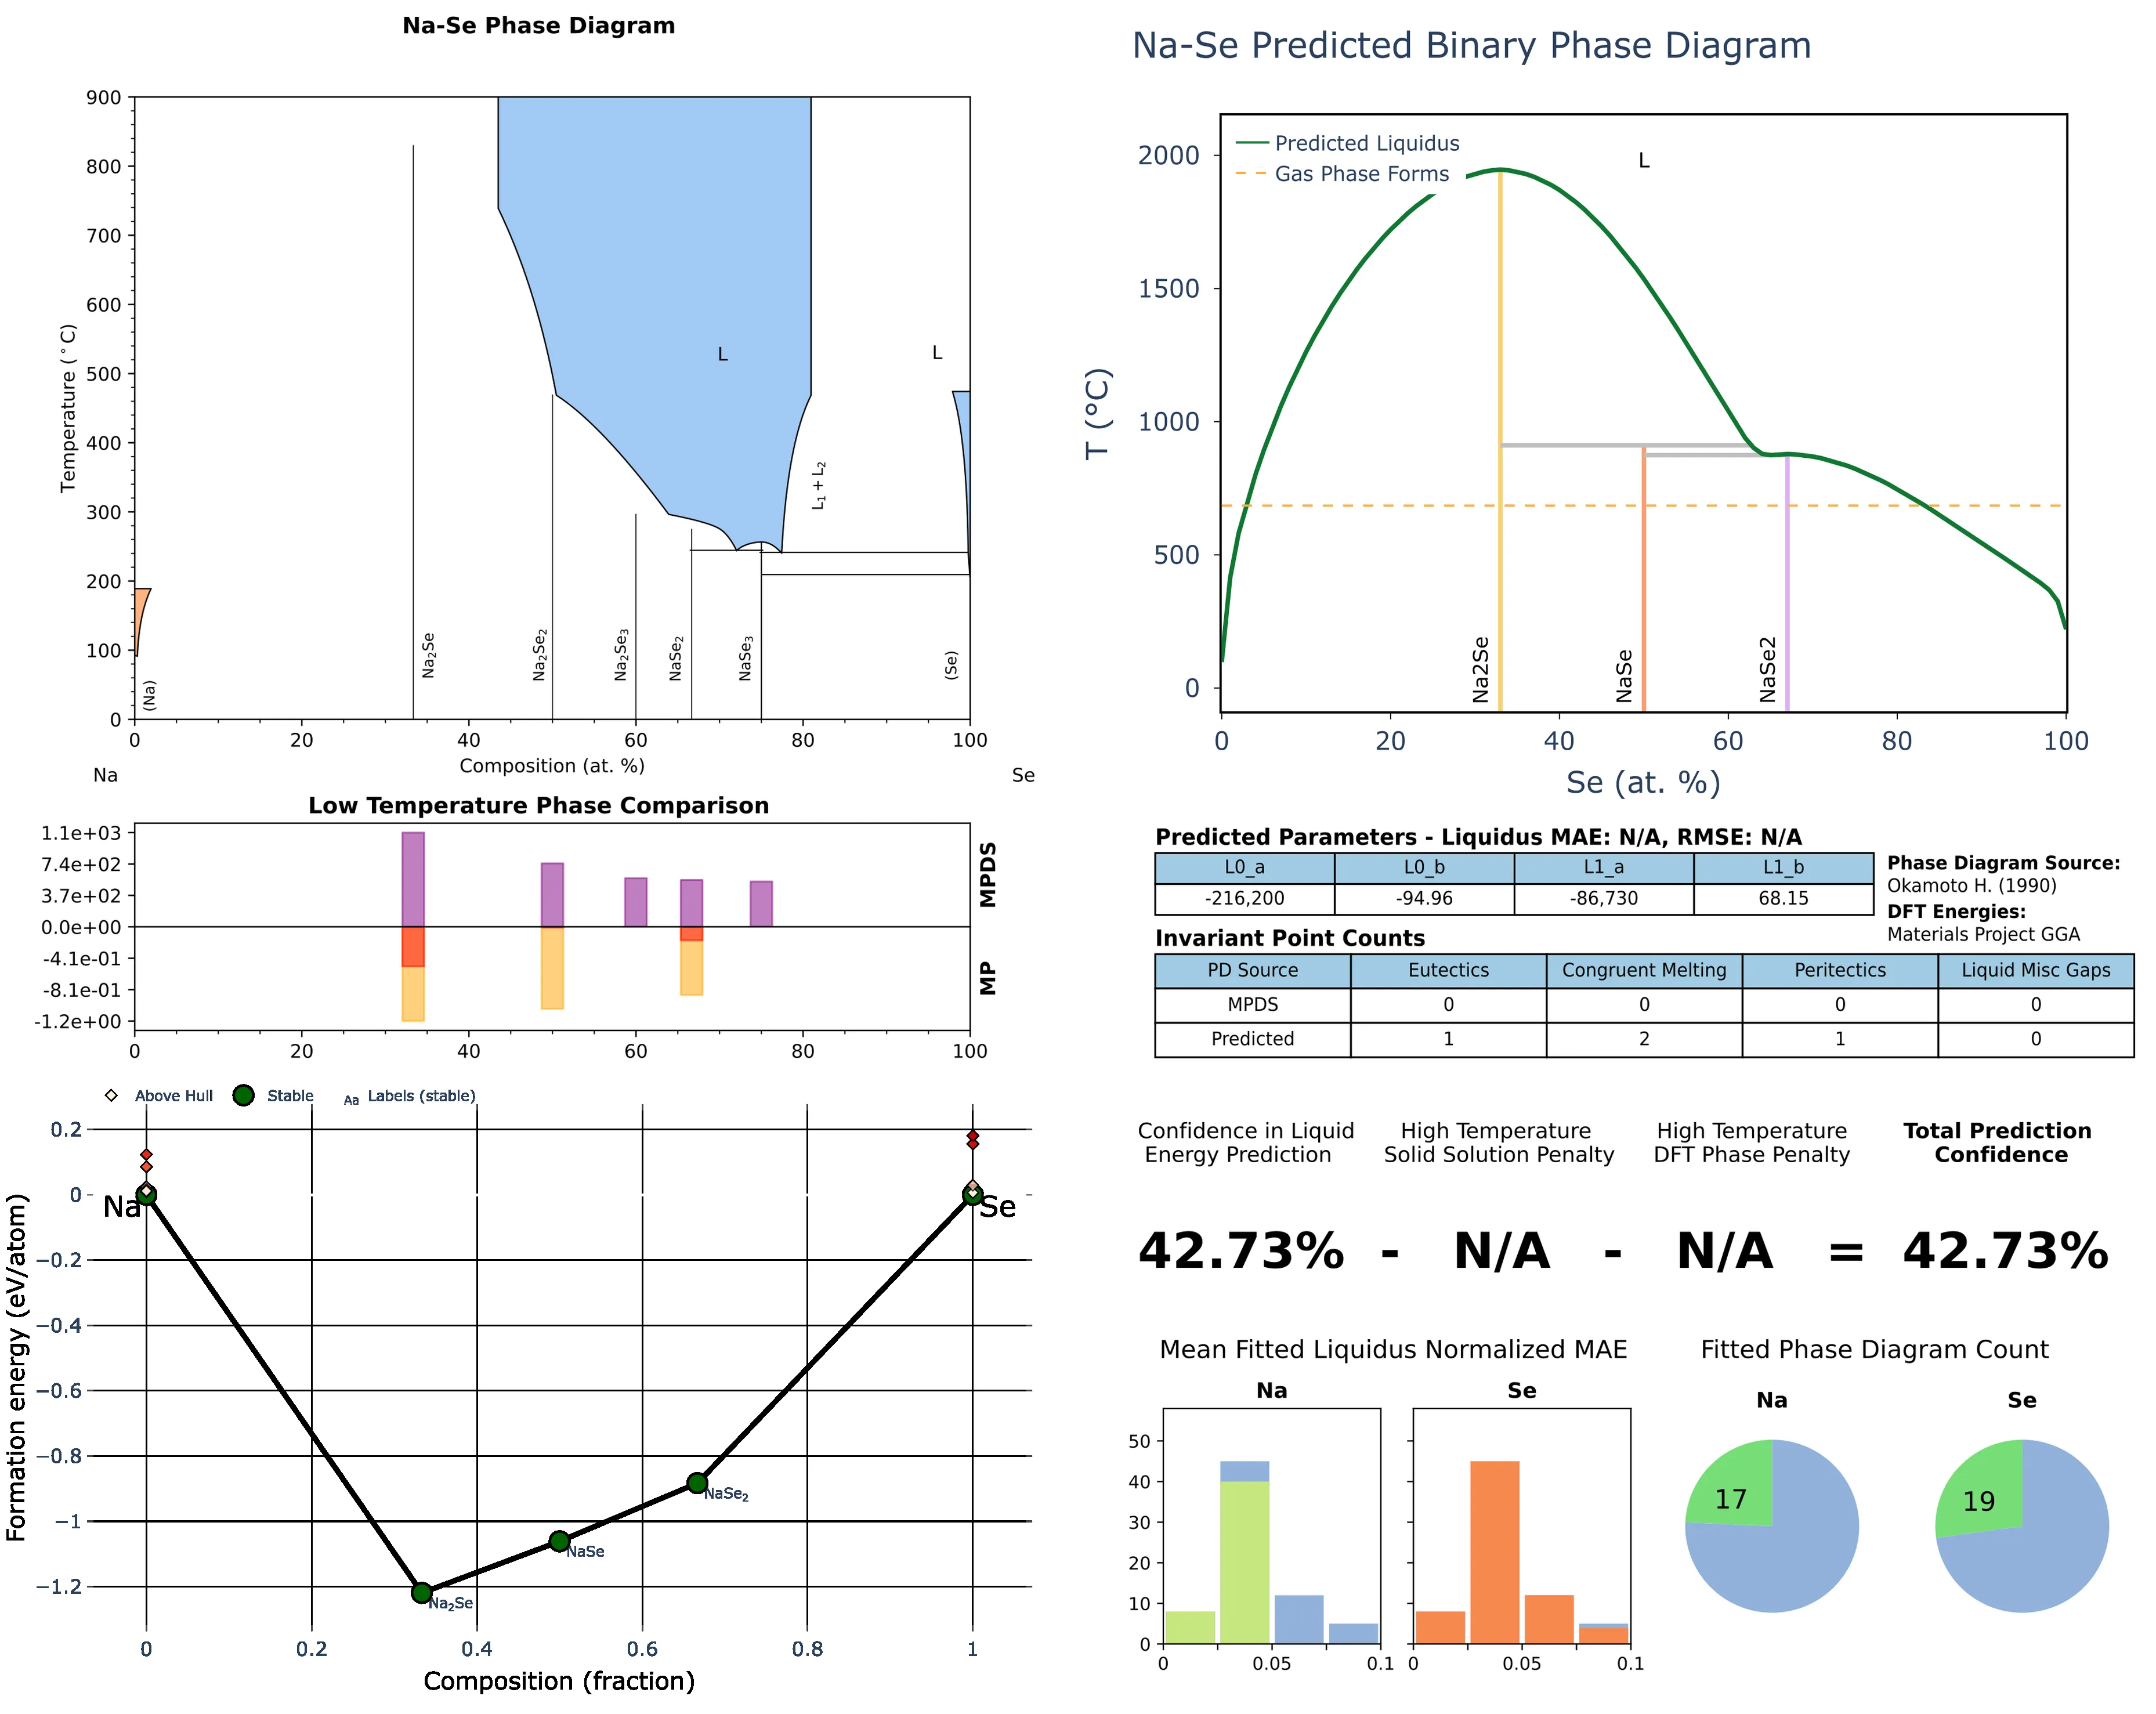 Na-Se Phase Diagram
900
800
700
600
500
400
300
200
100
0
Temperature (°C)
L
L
L₁ + L₂
(Na)
Na₂Se
Na₂Se₂
Na₂Se₃
NaSe₂
NaSe₃
(Se)
0 20 40 60 80 100
Composition (at. %)
Na Se
Low Temperature Phase Comparison
1.1e+03
7.4e+02
3.7e+02
0.0e+00
-4.1e-01
-8.1e-01
-1.2e+00
MPDS
MP
0 20 40 60 80 100
Above Hull Stable Aa Labels (stable)
0.2
0
−0.2
−0.4
−0.6
−0.8
−1
−1.2
Formation energy (eV/atom)
Na
Se
NaSe₂
NaSe
Na₂Se
0 0.2 0.4 0.6 0.8 1
Composition (fraction)
Na-Se Predicted Binary Phase Diagram
Predicted Liquidus
Gas Phase Forms
L
2000
1500
1000
500
0
T (°C)
Na2Se
NaSe
NaSe2
0 20 40 60 80 100
Se (at. %)
Predicted Parameters - Liquidus MAE: N/A, RMSE: N/A
L0_a L0_b L1_a L1_b
-216,200 -94.96 -86,730 68.15
Phase Diagram Source:
Okamoto H. (1990)
DFT Energies:
Materials Project GGA
Invariant Point Counts
PD Source Eutectics Congruent Melting Peritectics Liquid Misc Gaps
MPDS 0 0 0 0
Predicted 1 2 1 0
Confidence in Liquid
Energy Prediction
High Temperature
Solid Solution Penalty
High Temperature
DFT Phase Penalty
Total Prediction
Confidence
42.73% - N/A - N/A = 42.73%
Mean Fitted Liquidus Normalized MAE
Na
Se
50
40
30
20
10
0
0 0.05 0.1
0 0.05 0.1
Fitted Phase Diagram Count
Na
Se
17
19